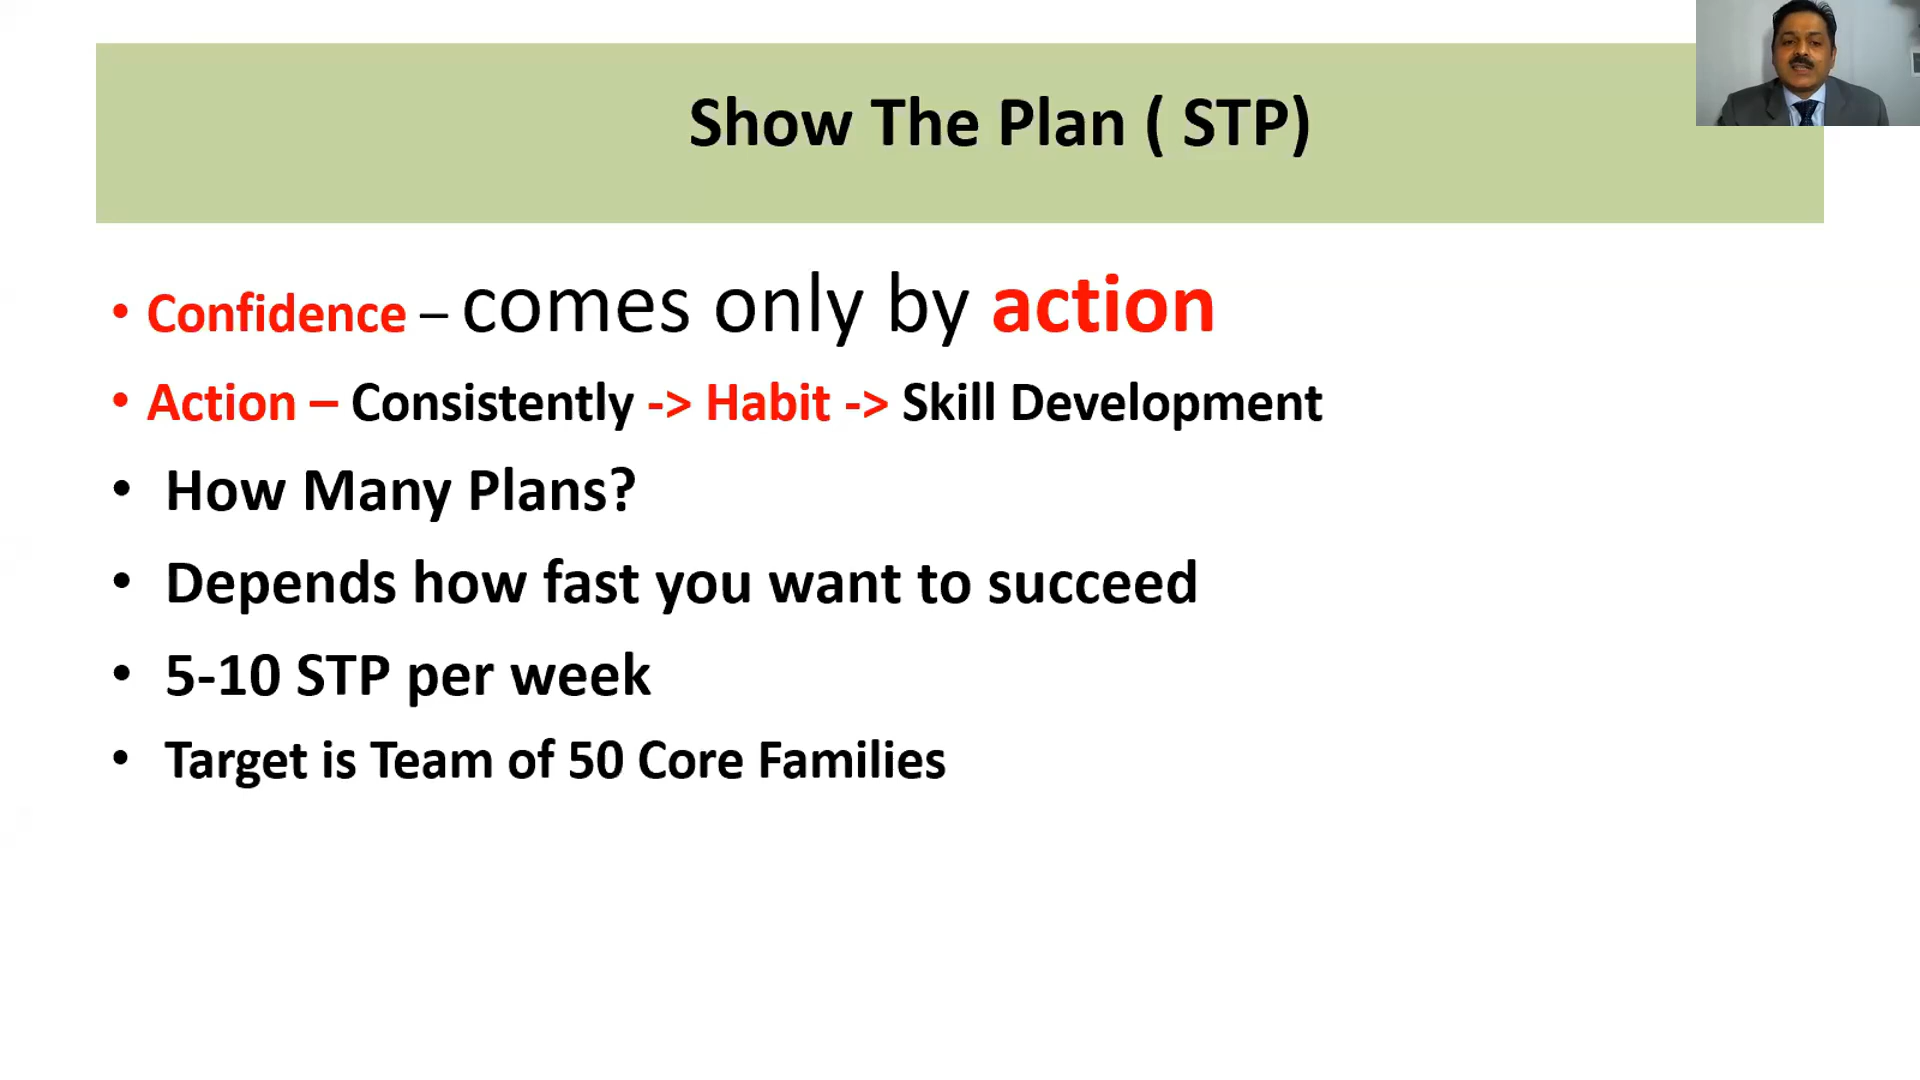 Show The Plan ( STP)
• Confidence – comes only by action
• Action – Consistently -> Habit -> Skill Development
• How Many Plans?
• Depends how fast you want to succeed
• 5-10 STP per week
• Target is Team of 50 Core Families